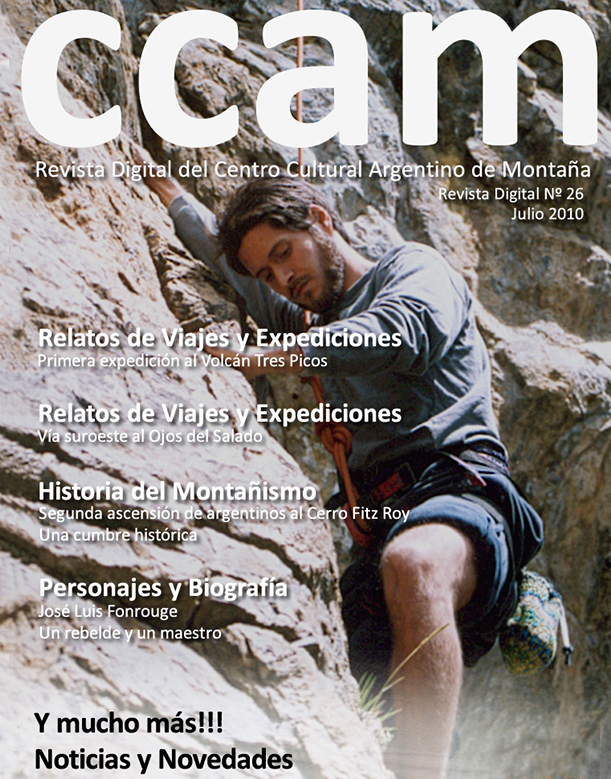 ccam
Revista Digital del Centro Cultural Argentino de Montaña
Revista Digital Nº 26
Julio 2010
Relatos de Viajes y Expediciones
Primera expedición al Volcán Tres Picos
Relatos de Viajes y Expediciones
Vía suroeste al Ojos del Salado
Historia del Montañismo
Segunda ascensión de argentinos al Cerro Fitz Roy
Una cumbre histórica
Personajes y Biografía
José Luis Fonrouge
Un rebelde y un maestro
Y mucho más!!!
Noticias y Novedades